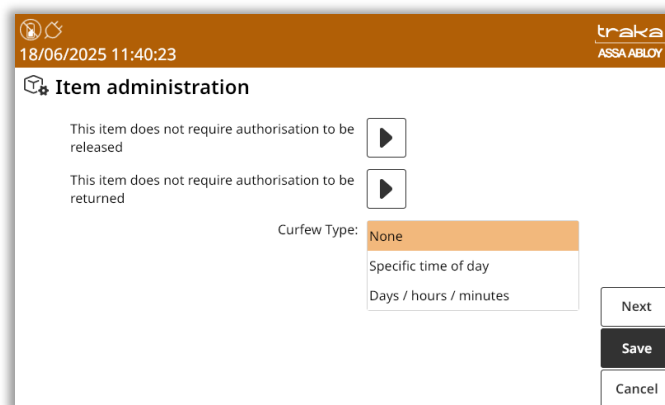 traka
18/06/2025 11:40:23
ASSA ABLOY
Item administration
This item does not require authorisation to be
released
This item does not require authorisation to be
returned
Curfew Type:
None
Specific time of day
Days / hours / minutes
Next
Save
Cancel